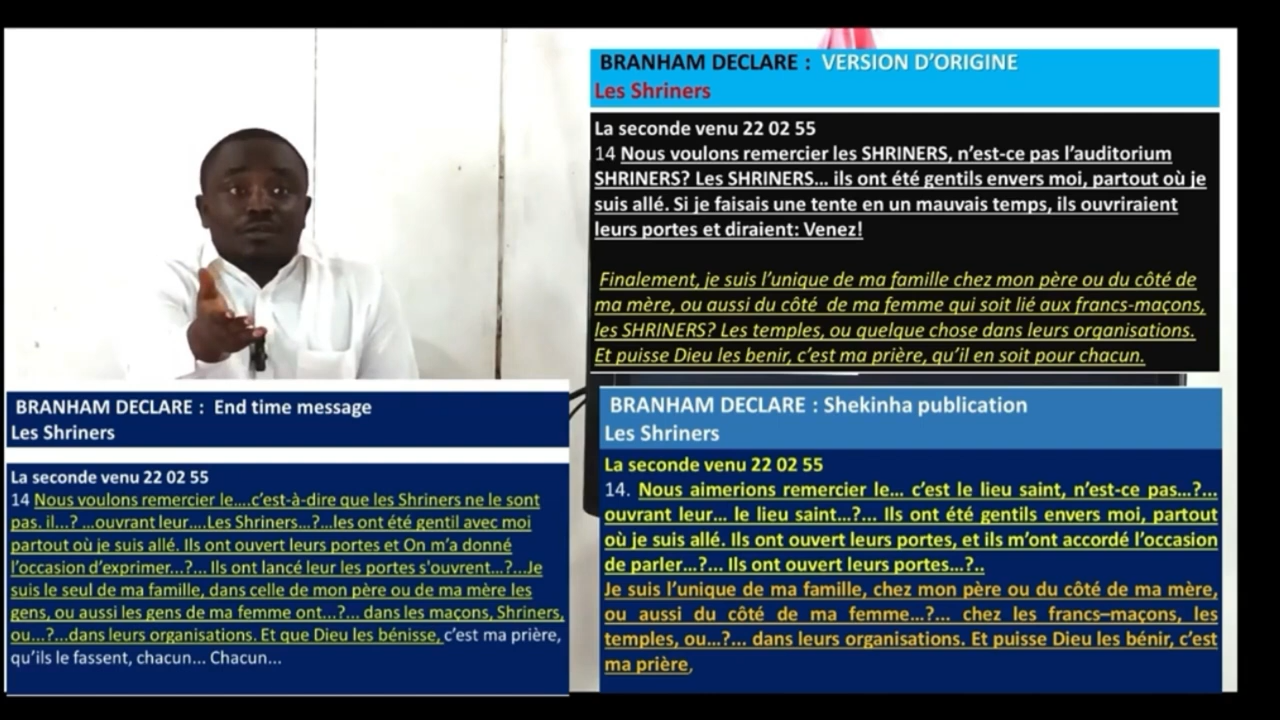 BRANHAM DECLARE : VERSION D'ORIGINE
Les Shriners
La seconde venu 22 02 55
14 Nous voulons remercier les SHRINERS, n'est-ce pas l'auditorium
SHRINERS? Les SHRINERS... ils ont été gentils envers moi, partout où je
suis allé. Si je faisais une tente en un mauvais temps, ils ouvriraient
leurs portes et diraient: Venez!
Finalement, je suis l'unique de ma famille chez mon père ou du côté de
ma mère, ou aussi du côté de ma femme qui soit lié aux francs-maçons,
les SHRINERS? Les temples, ou quelque chose dans leurs organisations.
Et puisse Dieu les benir, c'est ma prière, qu'il en soit pour chacun.
BRANHAM DECLARE : End time message
Les Shriners
La seconde venu 22 02 55
14 Nous voulons remercier le....c'est-à-dire que les Shriners ne le sont
pas. il...? ...ouvrant leur....Les Shriners...?...les ont été gentil avec moi
partout où je suis allé. Ils ont ouvert leurs portes et On m'a donné
l'occasion d'exprimer...?... Ils ont lancé leur les portes s'ouvrent...?...Je
suis le seul de ma famille, dans celle de mon père ou de ma mère les
gens, ou aussi les gens de ma femme ont...?... dans les maçons, Shriners,
ou...?...dans leurs organisations. Et que Dieu les bénisse, c'est ma prière,
qu'ils le fassent, chacun... Chacun...
BRANHAM DECLARE : Shekinha publication
Les Shriners
La seconde venu 22 02 55
14. Nous aimerions remercier le... c'est le lieu saint, n'est-ce pas...?...
ouvrant leur... le lieu saint...?... Ils ont été gentils envers moi, partout
où je suis allé. Ils ont ouvert leurs portes, et ils m'ont accordé l'occasion
de parler...?... Ils ont ouvert leurs portes...?..
Je suis l'unique de ma famille, chez mon père ou du côté de ma mère,
ou aussi du côté de ma femme...?... chez les francs–maçons, les
temples, ou...?... dans leurs organisations. Et puisse Dieu les bénir, c'est
ma prière,